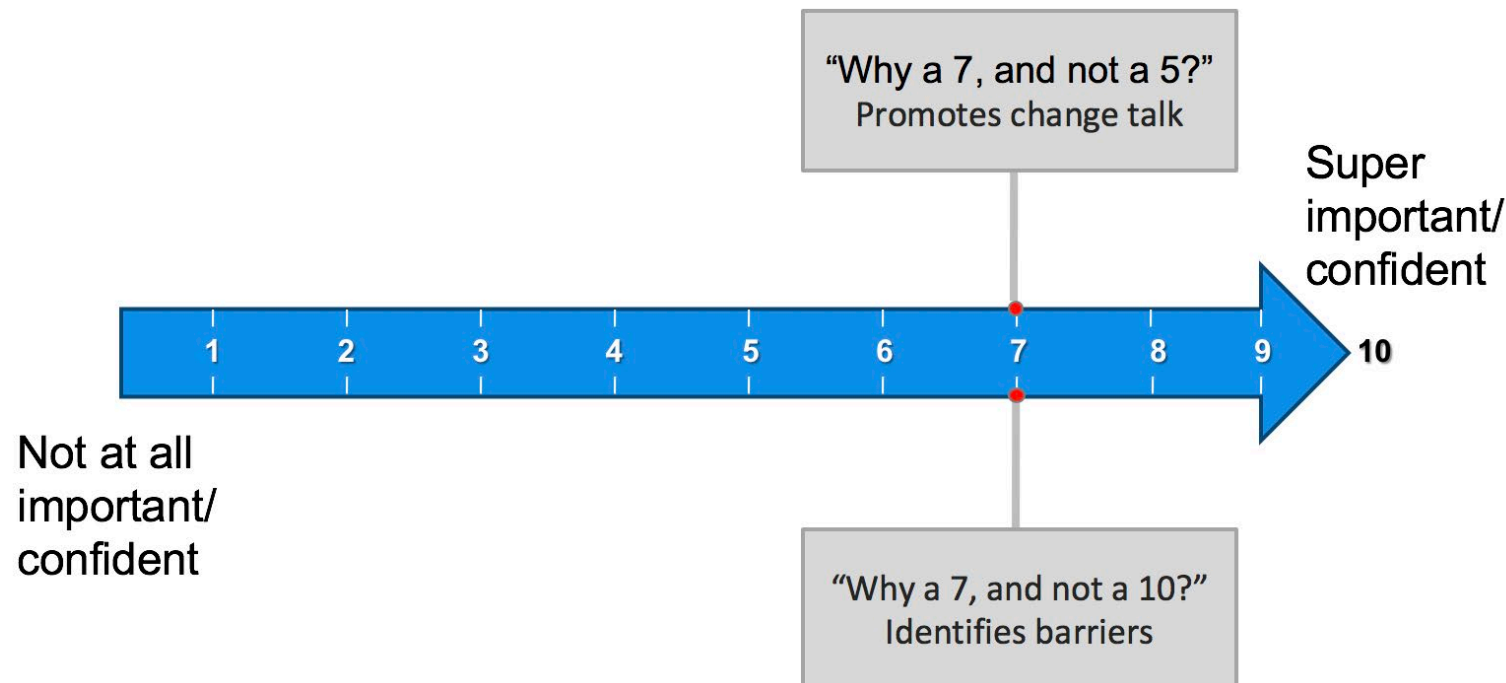 “Why a 7, and not a 5?”
Promotes change talk
Super
important/
confident
1 2 3 4 5 6 7 8 9 10
Not at all
important/
confident
“Why a 7, and not a 10?”
Identifies barriers